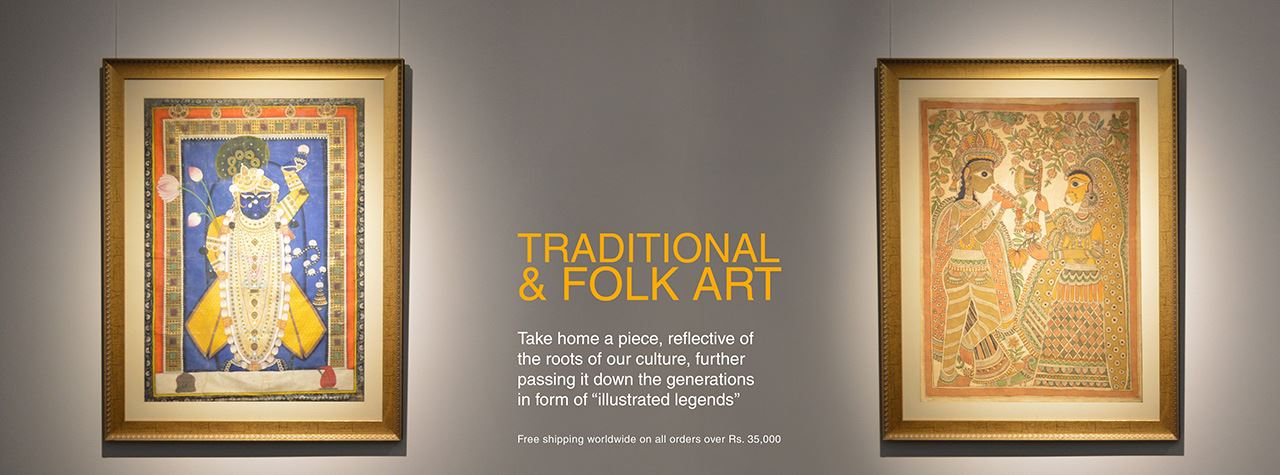 TRADITIONAL
& FOLK ART
Take home a piece, reflective of
the roots of our culture, further
passing it down the generations
in form of “illustrated legends”
Free shipping worldwide on all orders over Rs. 35,000